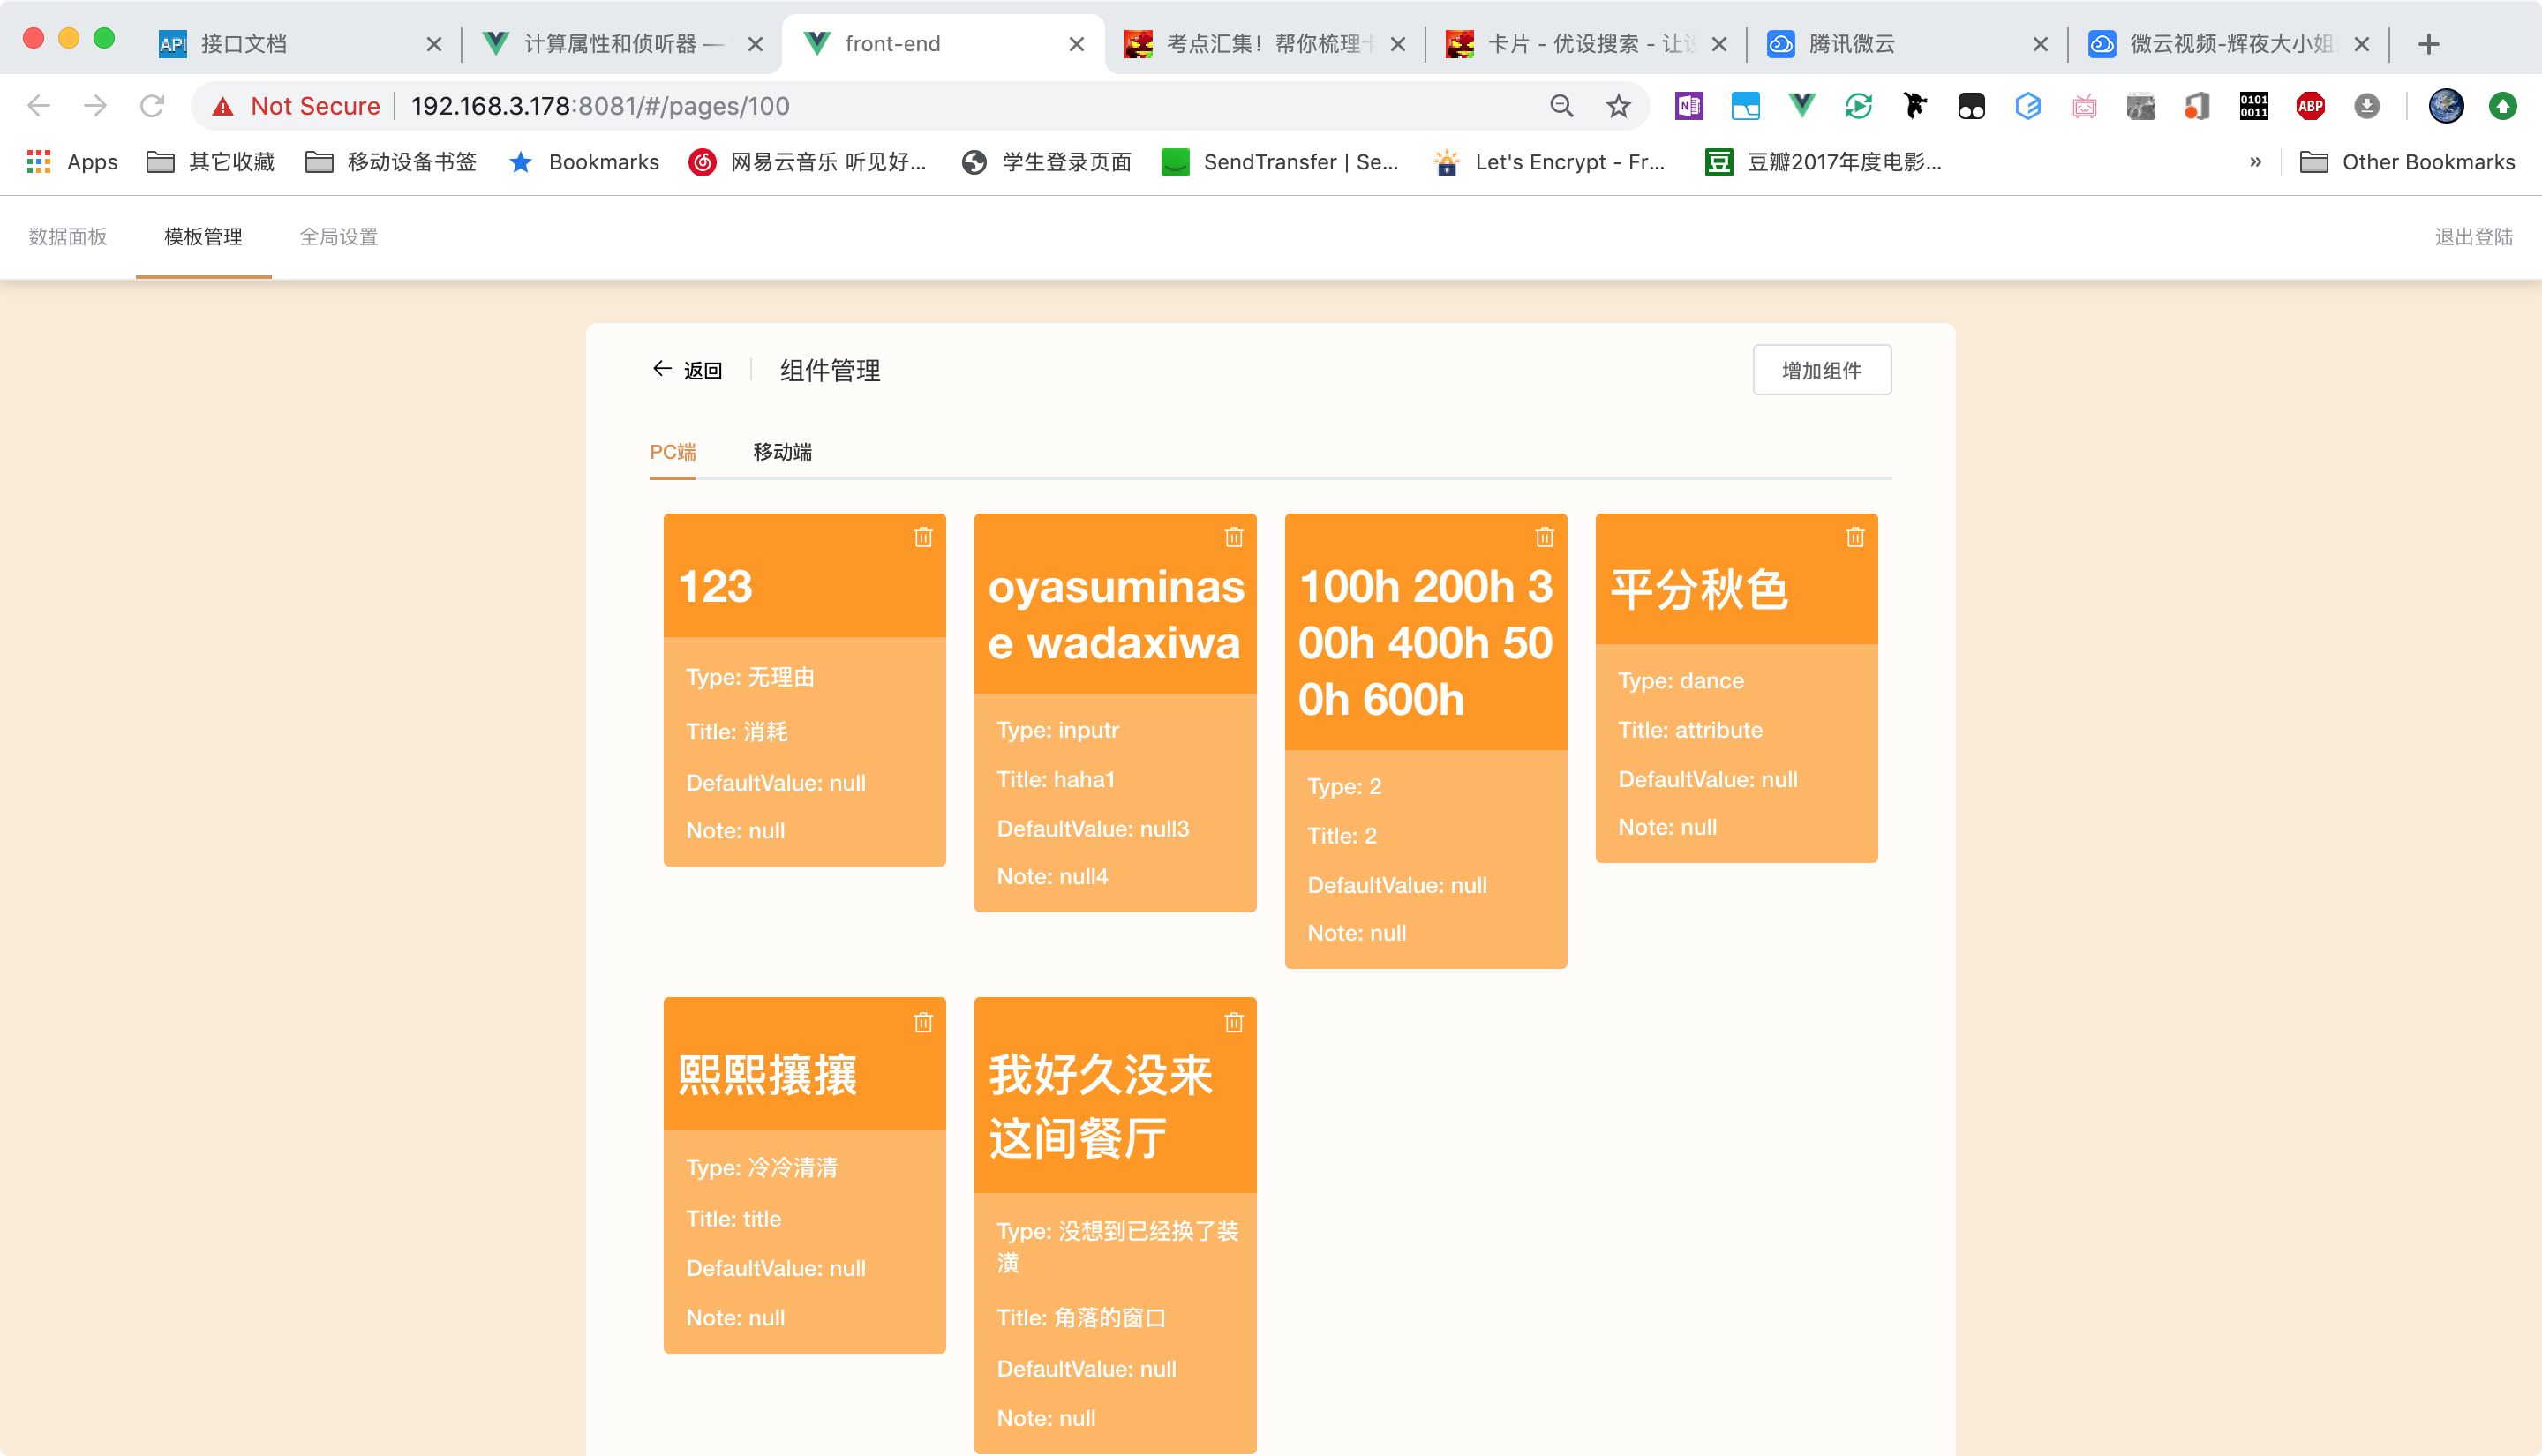 接口文档
计算属性和侦听器 —
front-end
考点汇集！帮你梳理
卡片 - 优设搜索 - 让
腾讯微云
微云视频-辉夜大小姐
Not Secure
192.168.3.178:8081/#/pages/100
Apps
其它收藏
移动设备书签
Bookmarks
网易云音乐 听见好...
学生登录页面
SendTransfer | Se...
Let's Encrypt - Fr...
豆瓣2017年度电影...
»
Other Bookmarks
数据面板
模板管理
全局设置
退出登陆
返回
组件管理
增加组件
PC端
移动端
123
Type: 无理由
Title: 消耗
DefaultValue: null
Note: null
oyasuminas
e wadaxiwa
Type: inputr
Title: haha1
DefaultValue: null3
Note: null4
100h 200h 3
00h 400h 50
0h 600h
Type: 2
Title: 2
DefaultValue: null
Note: null
平分秋色
Type: dance
Title: attribute
DefaultValue: null
Note: null
熙熙攘攘
Type: 冷冷清清
Title: title
DefaultValue: null
Note: null
我好久没来
这间餐厅
Type: 没想到已经换了装
潢
Title: 角落的窗口
DefaultValue: null
Note: null
API
N
0101
0011
ABP
豆